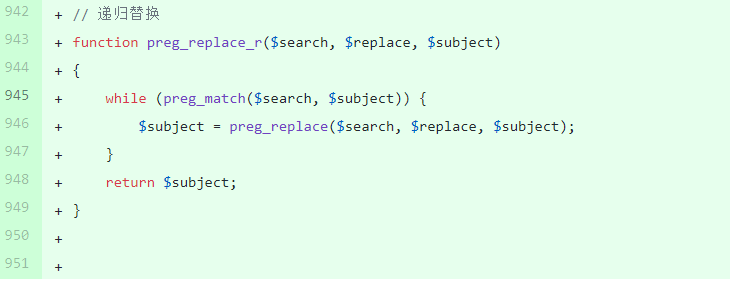 942 + // 递归替换
943 + function preg_replace_r($search, $replace, $subject)
944 + {
945 +     while (preg_match($search, $subject)) {
946 +         $subject = preg_replace($search, $replace, $subject);
947 +     }
948 +     return $subject;
949 + }
950 +
951 +